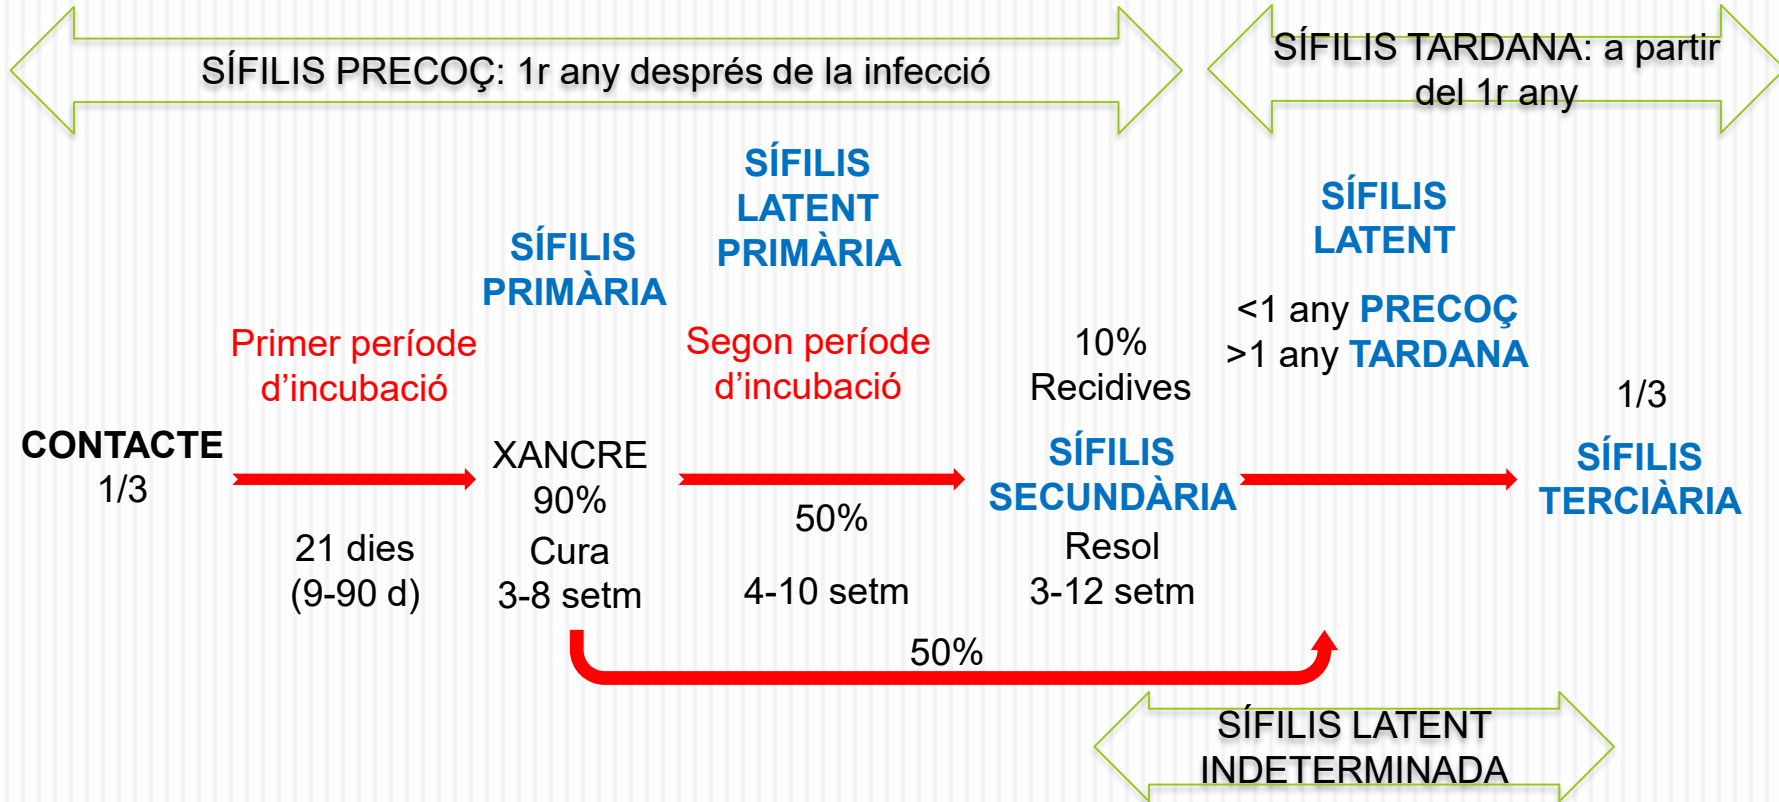 SÍFILIS PRECOÇ: 1r any després de la infecció
SÍFILIS TARDANA: a partir
del 1r any
SÍFILIS
PRIMÀRIA
SÍFILIS
LATENT
PRIMÀRIA
SÍFILIS
LATENT
<1 any PRECOÇ
>1 any TARDANA
Primer període
d’incubació
Segon període
d’incubació
10%
Recidives
1/3
CONTACTE
1/3
XANCRE
90%
Cura
3-8 setm
SÍFILIS
SECUNDÀRIA
Resol
3-12 setm
SÍFILIS
TERCIÀRIA
21 dies
(9-90 d)
50%
4-10 setm
50%
SÍFILIS LATENT
INDETERMINADA